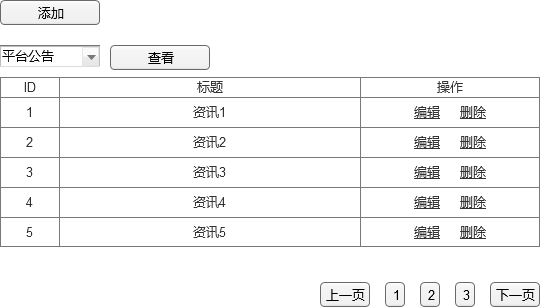 添加
平台公告 查看
ID 标题 操作
1 资讯1 编辑 删除
2 资讯2 编辑 删除
3 资讯3 编辑 删除
4 资讯4 编辑 删除
5 资讯5 编辑 删除
上一页 1 2 3 下一页